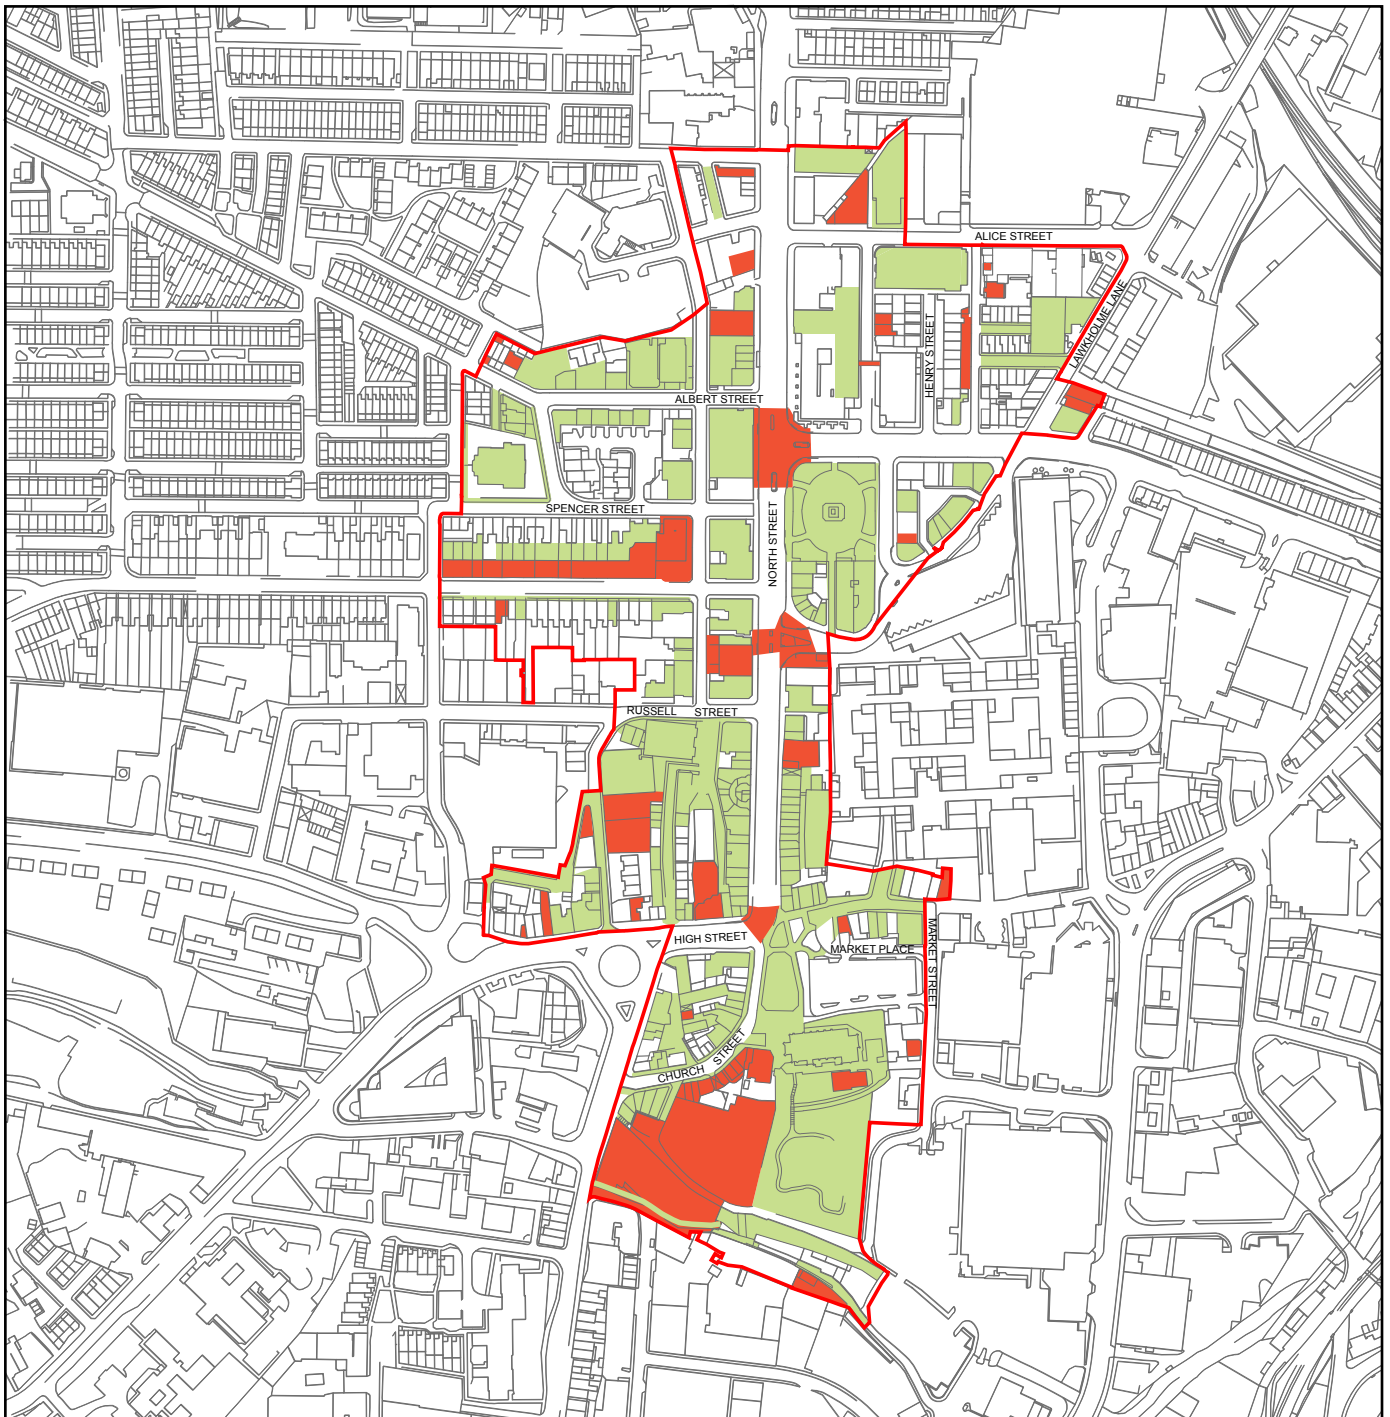 ALICE STREET
LAWKHOLME LANE
HENRY STREET
ALBERT STREET
SPENCER STREET
NORTH STREET
RUSSELL STREET
HIGH STREET
MARKET PLACE
MARKET STREET
CHURCH STREET